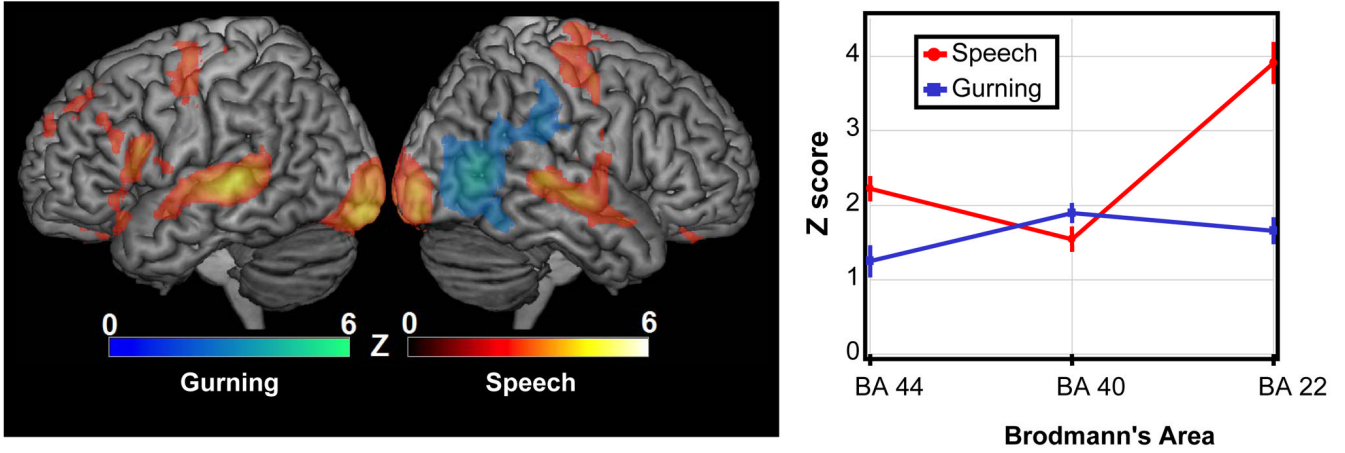 0 6 Z 0 6
Gurning Speech
Z score
4
3
2
1
0
Speech
Gurning
BA 44 BA 40 BA 22
Brodmann's Area